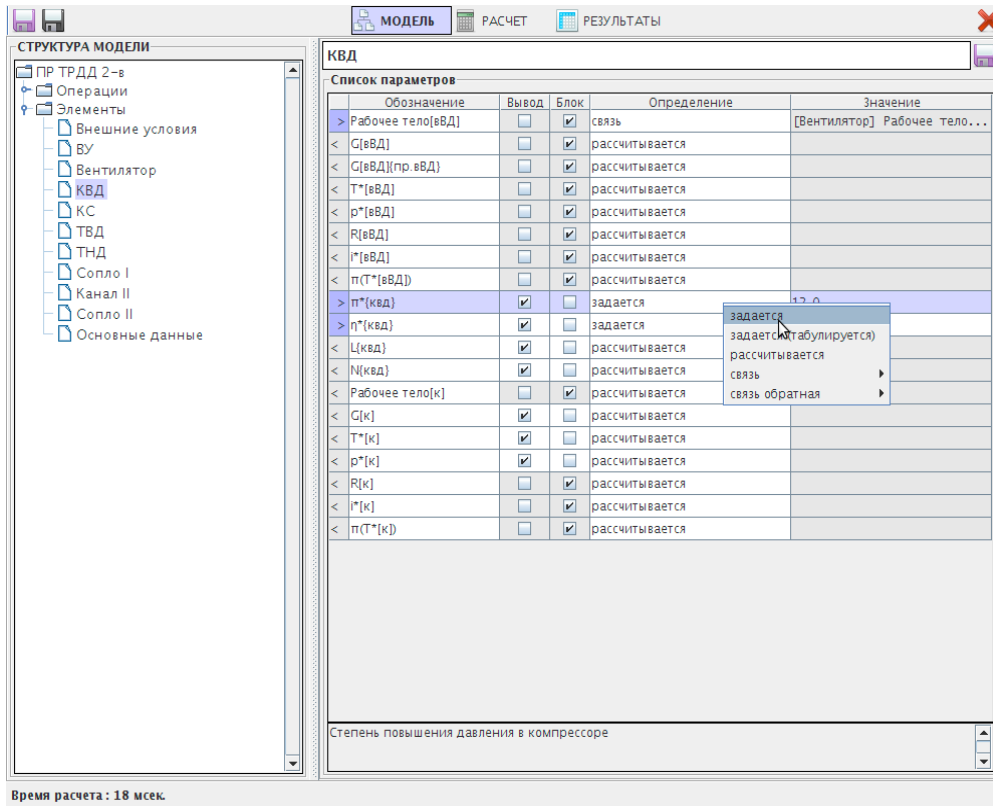 МОДЕЛЬ РАСЧЕТ РЕЗУЛЬТАТЫ
СТРУКТУРА МОДЕЛИ
ПР ТРДД 2-в
Операции
Элементы
Внешние условия
ВУ
Вентилятор
КВД
КС
ТВД
ТНД
Сопло I
Канал II
Сопло II
Основные данные
КВД
Список параметров
Обозначение Вывод Блок Определение Значение
> Рабочее тело[вВД] связь [Вентилятор] Рабочее тело...
< G[вВД] рассчитывается
< G[вВД]{пр.вВД} рассчитывается
< T*[вВД] рассчитывается
< p*[вВД] рассчитывается
< R[вВД] рассчитывается
< i*[вВД] рассчитывается
< π(T*[вВД]) рассчитывается
> π*{квд} задается 12.0
> η*{квд} задается
< L{квд} рассчитывается
< N{квд} рассчитывается
< Рабочее тело[к] рассчитывается
< G[к] рассчитывается
< T*[к] рассчитывается
< p*[к] рассчитывается
< R[к] рассчитывается
< i*[к] рассчитывается
< π(T*[к]) рассчитывается
задается
задается (табулируется)
рассчитывается
связь
связь обратная
Степень повышения давления в компрессоре
Время расчета : 18 мсек.